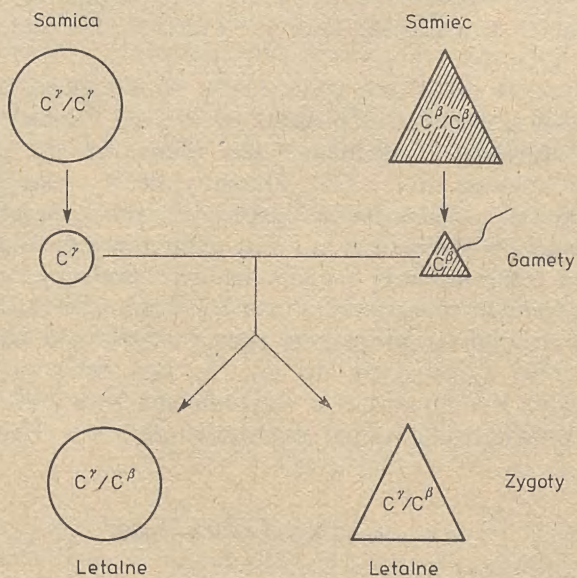 Samica Samiec
C^γ/C^γ C^β/C^β
C^γ C^β Gamety
C^γ/C^β C^γ/C^β Zygoty
Letalne Letalne